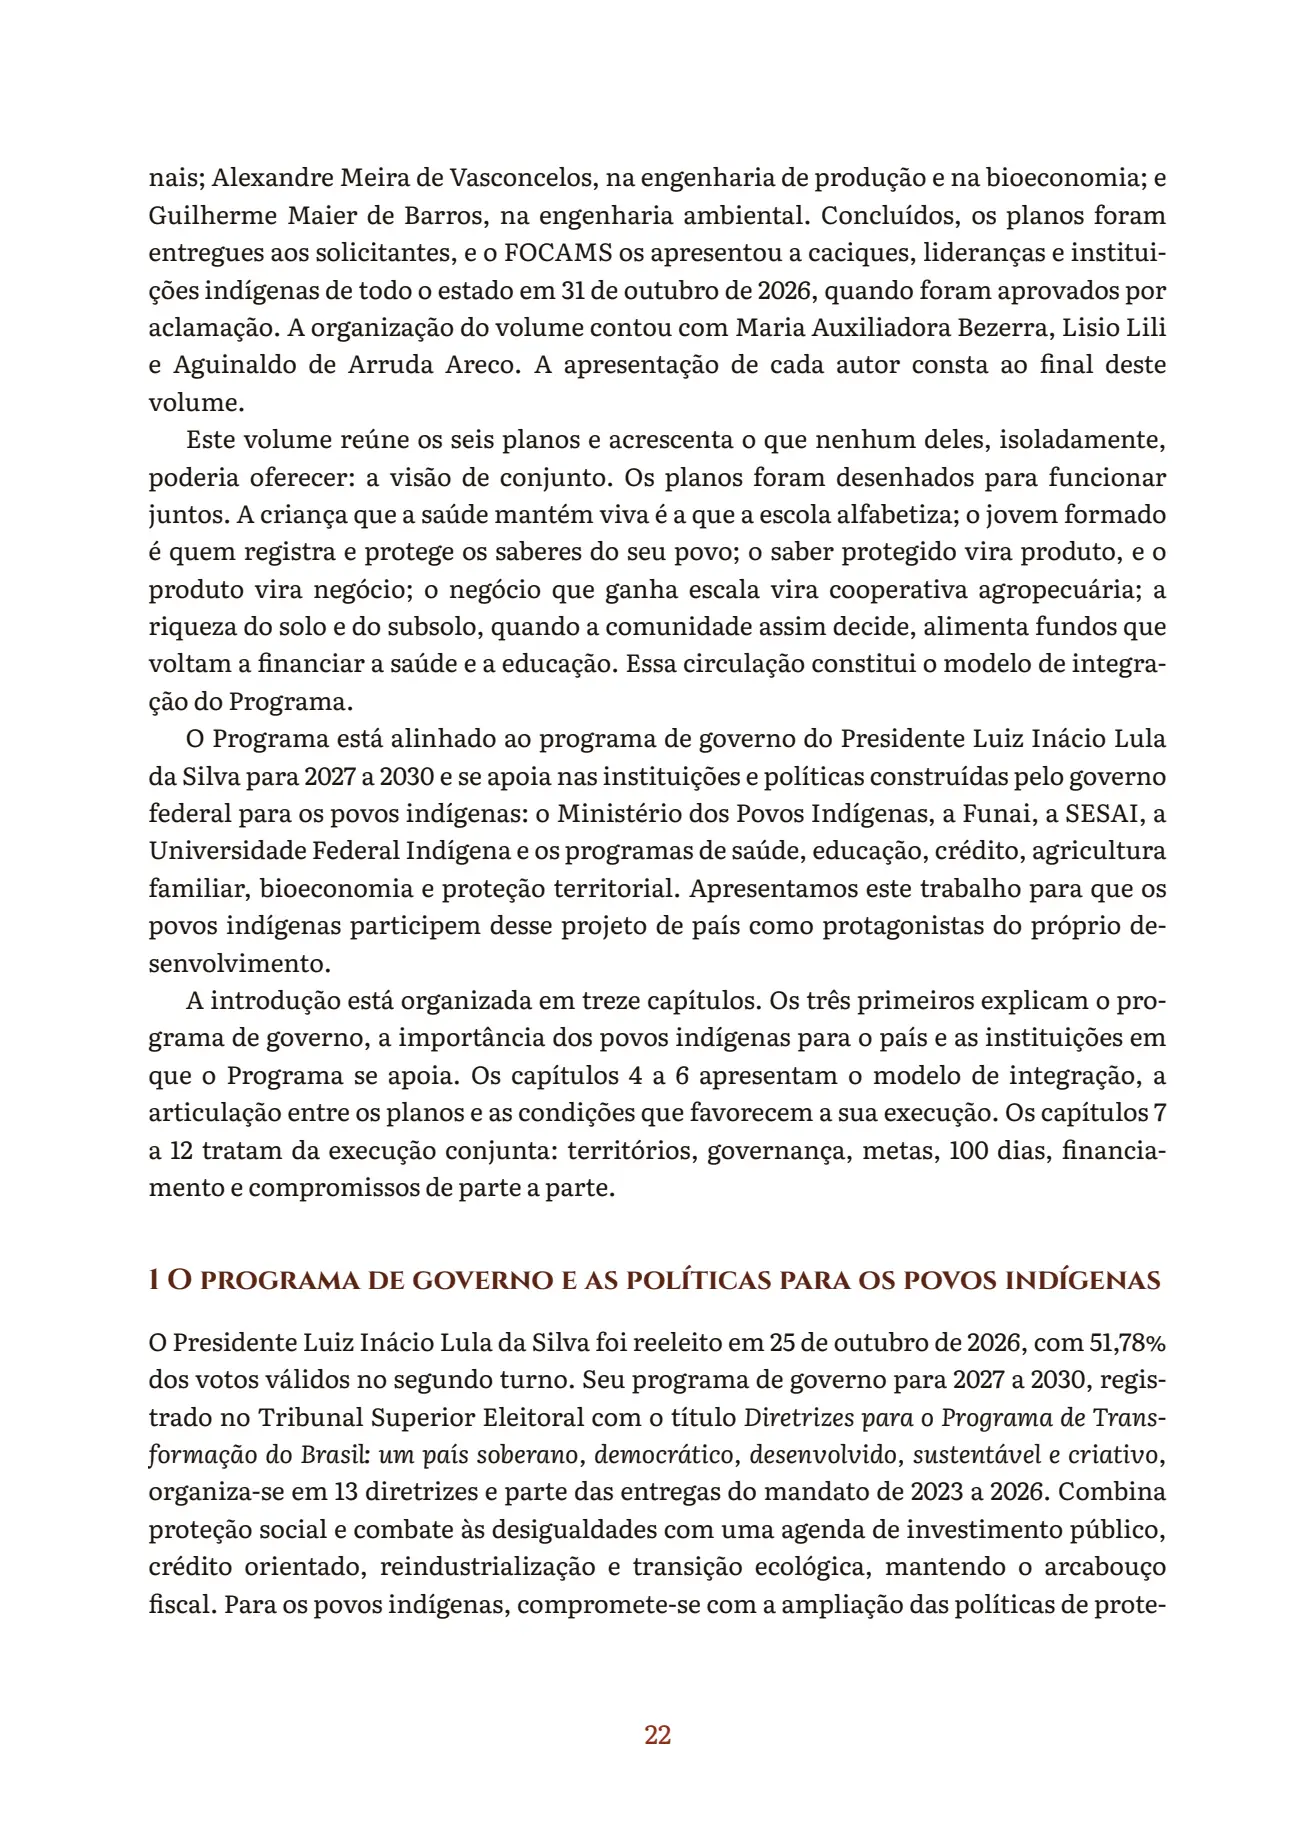 nais; Alexandre Meira de Vasconcelos, na engenharia de produção e na bioeconomia; e
Guilherme Maier de Barros, na engenharia ambiental. Concluídos, os planos foram
entregues aos solicitantes, e o FOCAMS os apresentou a caciques, lideranças e institui-
ções indígenas de todo o estado em 31 de outubro de 2026, quando foram aprovados por
aclamação. A organização do volume contou com Maria Auxiliadora Bezerra, Lisio Lili
e Aguinaldo de Arruda Areco. A apresentação de cada autor consta ao final deste
volume.
Este volume reúne os seis planos e acrescenta o que nenhum deles, isoladamente,
poderia oferecer: a visão de conjunto. Os planos foram desenhados para funcionar
juntos. A criança que a saúde mantém viva é a que a escola alfabetiza; o jovem formado
é quem registra e protege os saberes do seu povo; o saber protegido vira produto, e o
produto vira negócio; o negócio que ganha escala vira cooperativa agropecuária; a
riqueza do solo e do subsolo, quando a comunidade assim decide, alimenta fundos que
voltam a financiar a saúde e a educação. Essa circulação constitui o modelo de integra-
ção do Programa.
O Programa está alinhado ao programa de governo do Presidente Luiz Inácio Lula
da Silva para 2027 a 2030 e se apoia nas instituições e políticas construídas pelo governo
federal para os povos indígenas: o Ministério dos Povos Indígenas, a Funai, a SESAI, a
Universidade Federal Indígena e os programas de saúde, educação, crédito, agricultura
familiar, bioeconomia e proteção territorial. Apresentamos este trabalho para que os
povos indígenas participem desse projeto de país como protagonistas do próprio de-
senvolvimento.
A introdução está organizada em treze capítulos. Os três primeiros explicam o pro-
grama de governo, a importância dos povos indígenas para o país e as instituições em
que o Programa se apoia. Os capítulos 4 a 6 apresentam o modelo de integração, a
articulação entre os planos e as condições que favorecem a sua execução. Os capítulos 7
a 12 tratam da execução conjunta: territórios, governança, metas, 100 dias, financia-
mento e compromissos de parte a parte.
1 O programa de governo e as políticas para os povos indígenas
O Presidente Luiz Inácio Lula da Silva foi reeleito em 25 de outubro de 2026, com 51,78%
dos votos válidos no segundo turno. Seu programa de governo para 2027 a 2030, regis-
trado no Tribunal Superior Eleitoral com o título Diretrizes para o Programa de Trans-
formação do Brasil: um país soberano, democrático, desenvolvido, sustentável e criativo,
organiza-se em 13 diretrizes e parte das entregas do mandato de 2023 a 2026. Combina
proteção social e combate às desigualdades com uma agenda de investimento público,
crédito orientado, reindustrialização e transição ecológica, mantendo o arcabouço
fiscal. Para os povos indígenas, compromete-se com a ampliação das políticas de prote-
22